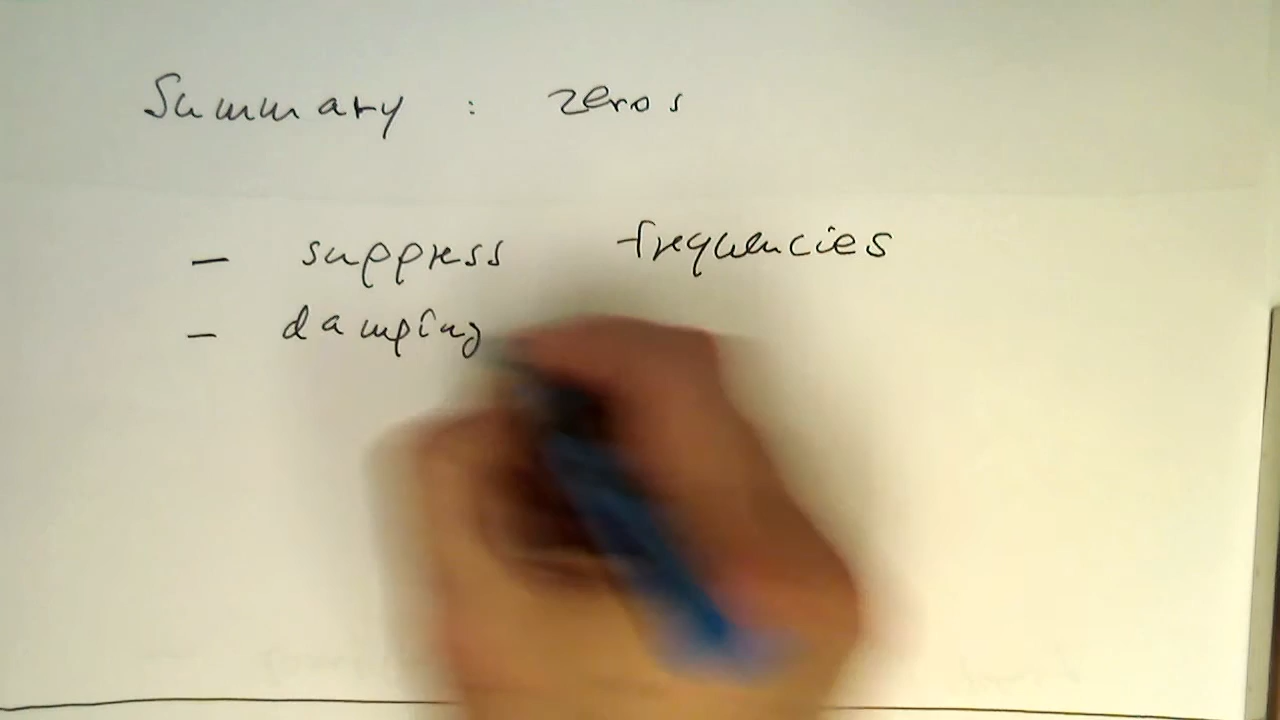 Summary : zeros
- suppress frequencies
- damping